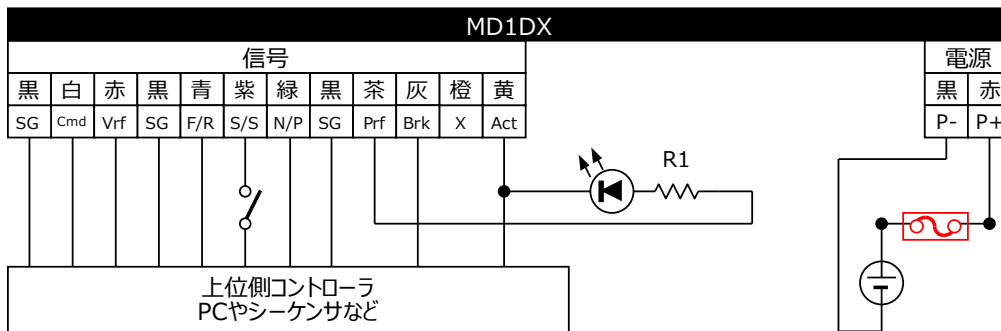 MD1DX
信号 電源
黒 白 赤 黒 青 紫 緑 黒 茶 灰 橙 黄 黒 赤
SG Cmd Vrf SG F/R S/S N/P SG Prf Brk X Act P- P+
R1
上位側コントローラ
PCやシーケンサなど